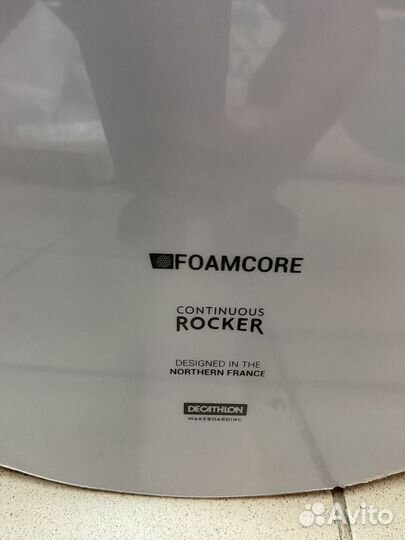 FOAMCORE
CONTINUOUS
ROCKER
DESIGNED IN THE
NORTHERN FRANCE
DECATHLON
WAKEBOARDING
Avito